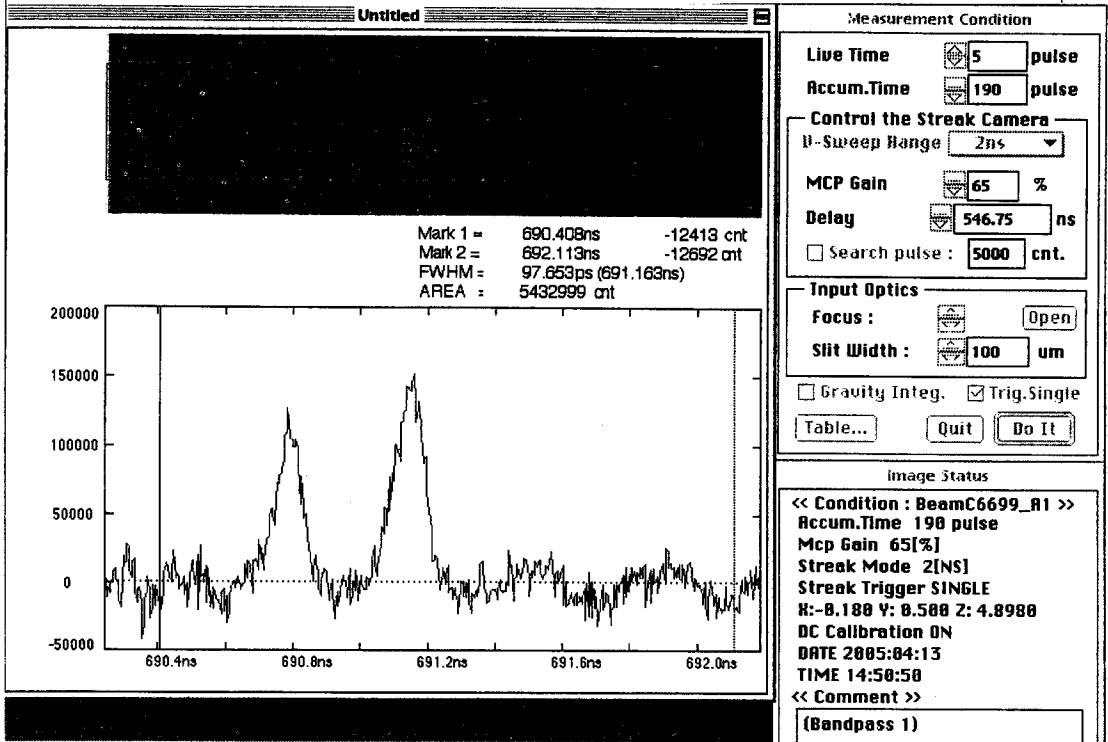 Untitled
Mark 1 = 690.408ns -12413 cnt
Mark 2 = 692.113ns -12692 cnt
FWHM = 97.653ps (691.163ns)
AREA : 5432999 cnt
200000
150000
100000
50000
0
-50000
690.4ns 690.8ns 691.2ns 691.6ns 692.0ns
Measurement Condition
Live Time 5 pulse
Accum.Time 190 pulse
Control the Streak Camera
V-Sweep Range 2ns
MCP Gain 65 %
Delay 546.75 ns
Search pulse : 5000 cnt.
Input Optics
Focus : Open
Slit Width : 100 um
Gravity Integ. Trig.Single
Table... Quit Do It
Image Status
<< Condition : BeamC6699_A1 >>
Accum.Time 190 pulse
Mcp Gain 65[%]
Streak Mode 2[NS]
Streak Trigger SINGLE
X:-0.180 Y: 0.500 Z: 4.8980
DC Calibration ON
DATE 2005:04:13
TIME 14:50:50
<< Comment >>
(Bandpass 1)